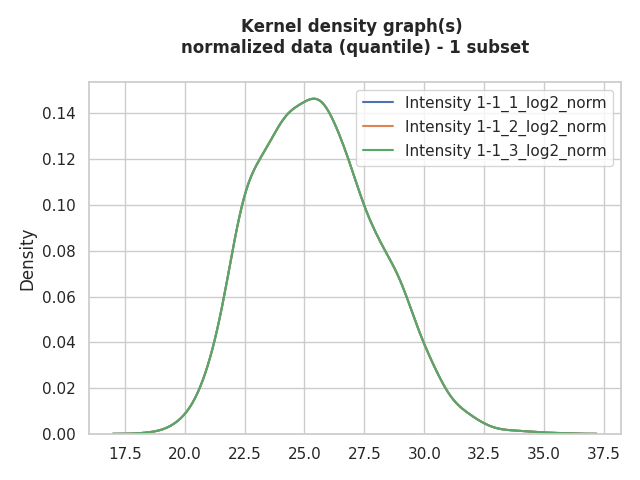 Kernel density graph(s)
normalized data (quantile) - 1 subset
Intensity 1-1_1_log2_norm
Intensity 1-1_2_log2_norm
Intensity 1-1_3_log2_norm
Density
0.14
0.12
0.10
0.08
0.06
0.04
0.02
0.00
17.5 20.0 22.5 25.0 27.5 30.0 32.5 35.0 37.5